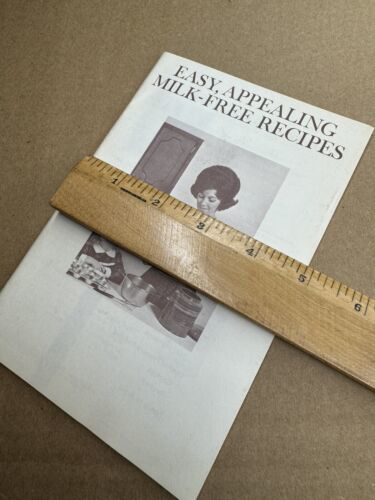 EASY, APPEALING
MILK-FREE RECIPES
1 2 3 4 5 6